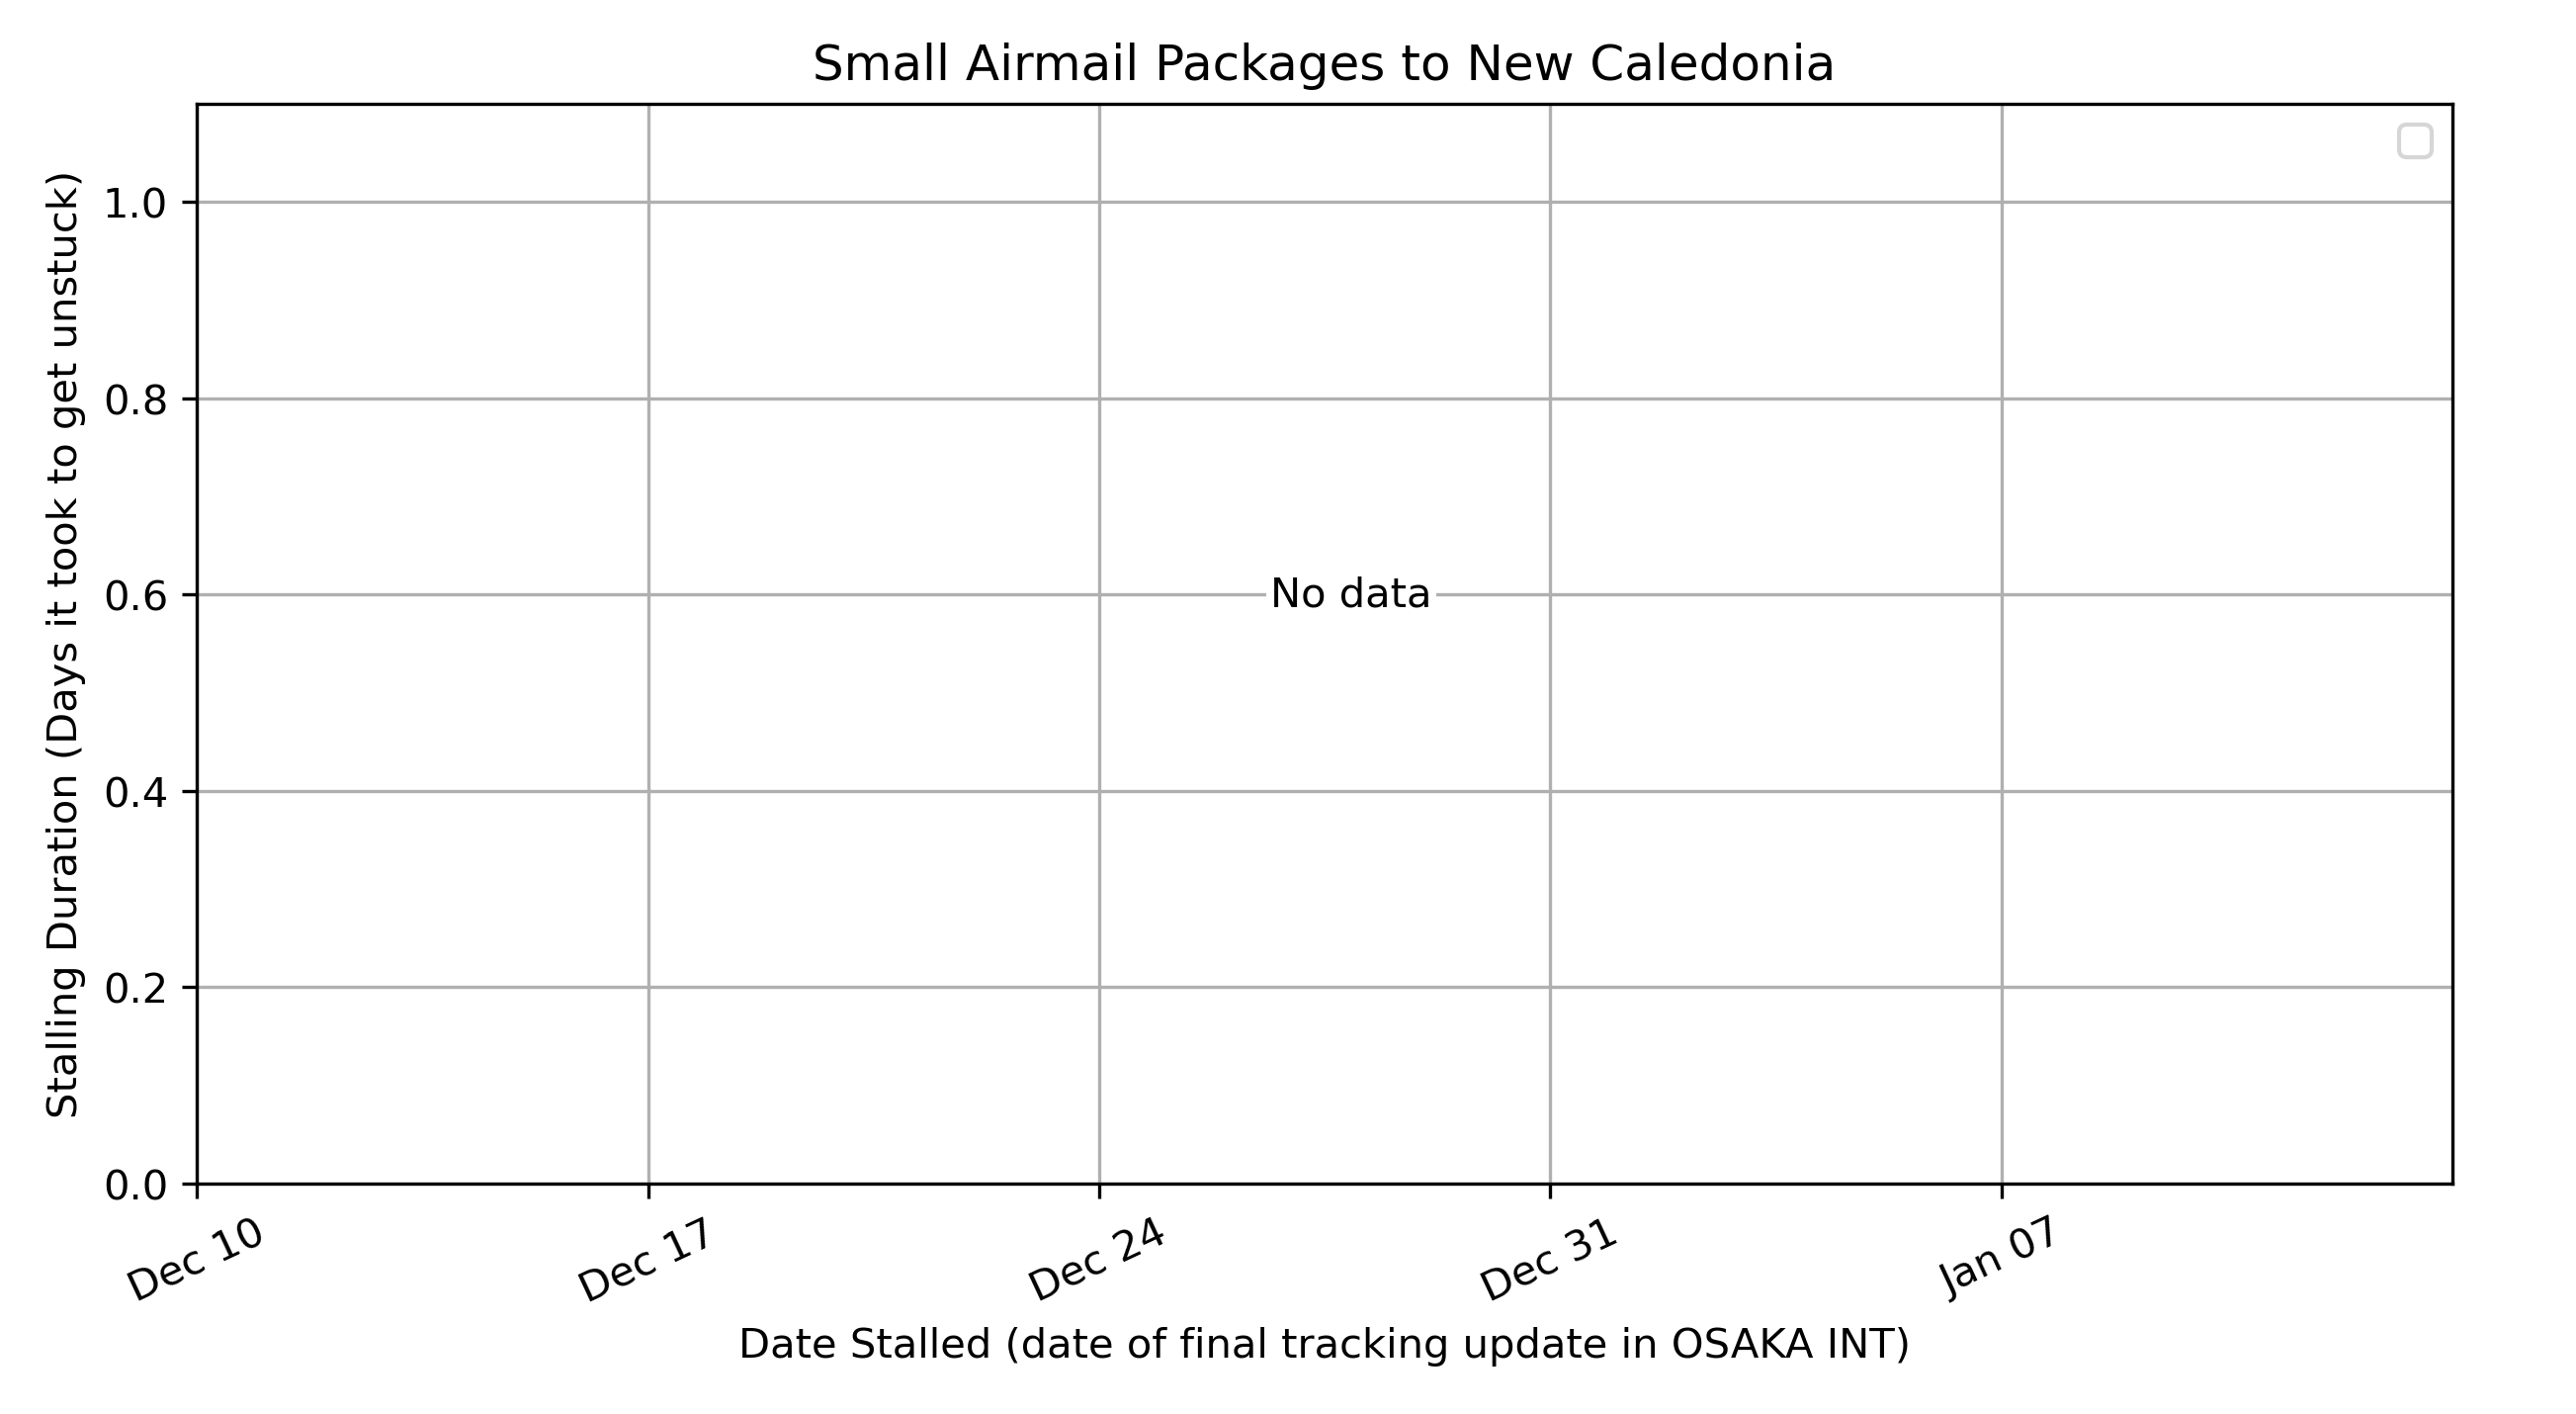 Small Airmail Packages to New Caledonia
Stalling Duration (Days it took to get unstuck)
1.0
0.8
0.6
0.4
0.2
0.0
No data
Dec 10
Dec 17
Dec 24
Dec 31
Jan 07
Date Stalled (date of final tracking update in OSAKA INT)